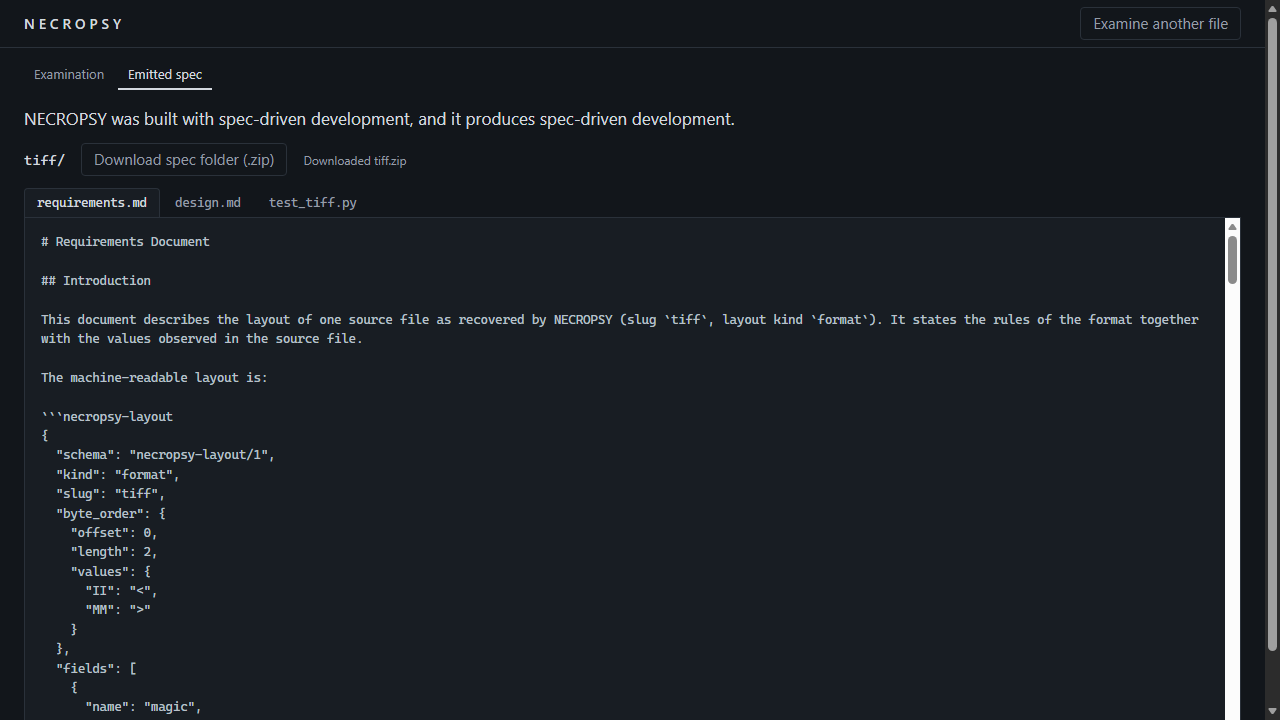 NECROPSY
Examine another file
Examination
Emitted spec
NECROPSY was built with spec-driven development, and it produces spec-driven development.
tiff/
Download spec folder (.zip)
Downloaded tiff.zip
requirements.md
design.md
test_tiff.py
# Requirements Document
## Introduction
This document describes the layout of one source file as recovered by NECROPSY (slug `tiff`, layout kind `format`). It states the rules of the format together
with the values observed in the source file.
The machine-readable layout is:
```necropsy-layout
{
  "schema": "necropsy-layout/1",
  "kind": "format",
  "slug": "tiff",
  "byte_order": {
    "offset": 0,
    "length": 2,
    "values": {
      "II": "<",
      "MM": ">"
    }
  },
  "fields": [
    {
      "name": "magic",